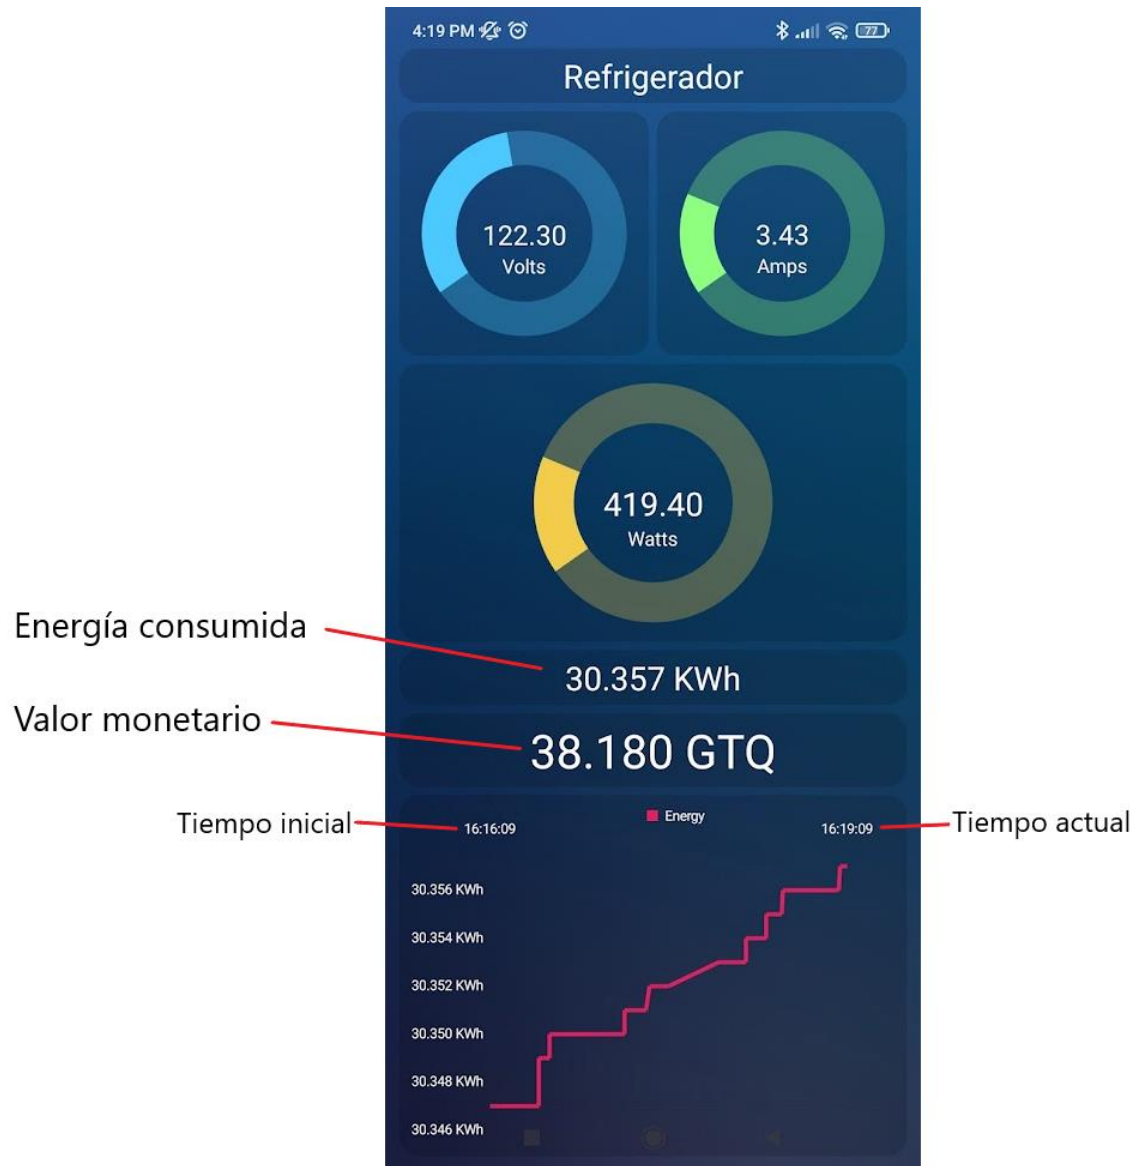 4:19 PM
77
Refrigerador
122.30
Volts
3.43
Amps
419.40
Watts
Energía consumida
30.357 KWh
Valor monetario
38.180 GTQ
Energy
Tiempo inicial
16:16:09
16:19:09
Tiempo actual
30.356 KWh
30.354 KWh
30.352 KWh
30.350 KWh
30.348 KWh
30.346 KWh